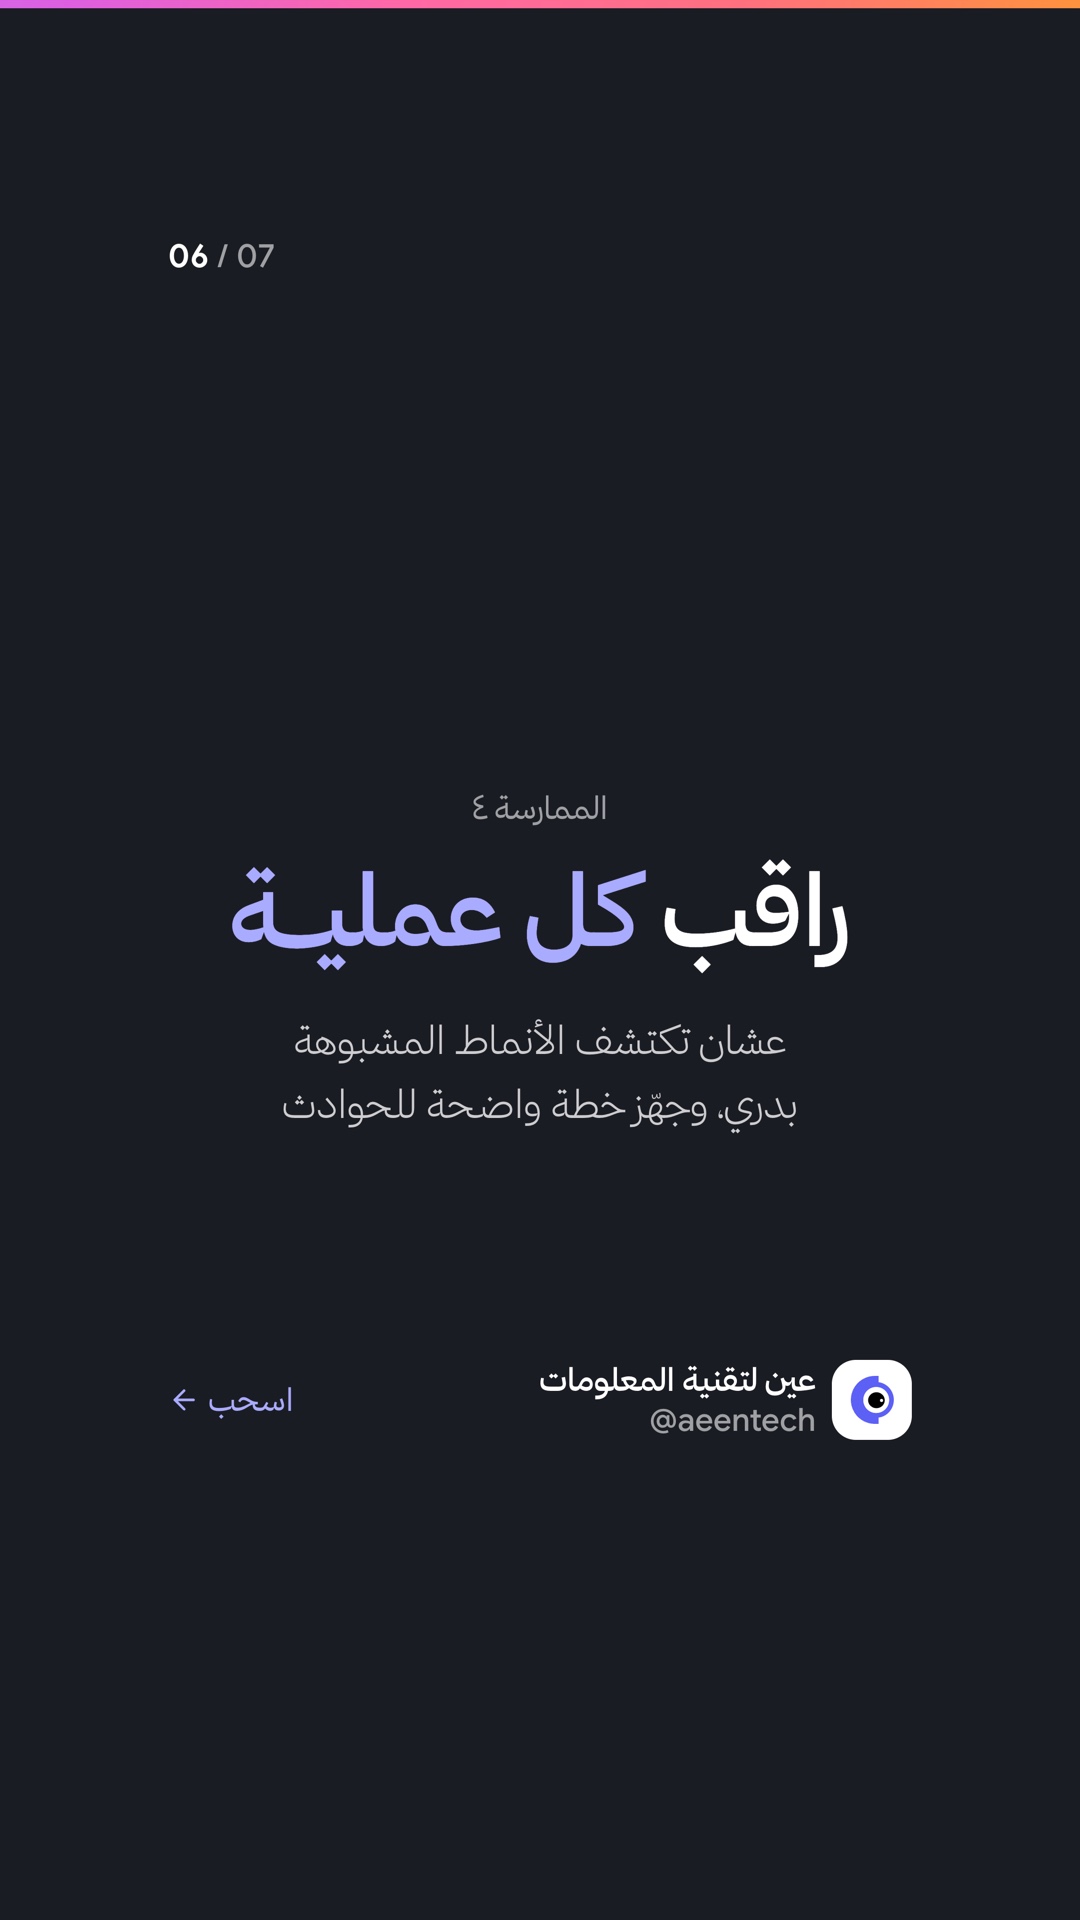 06 / 07
الممارسة ٤
راقب كل عمليـة
عشان تكتشف الأنماط المشبوهة
بدري، وجهّز خطة واضحة للحوادث
عين لتقنية المعلومات
@aeentech
اسحب ←